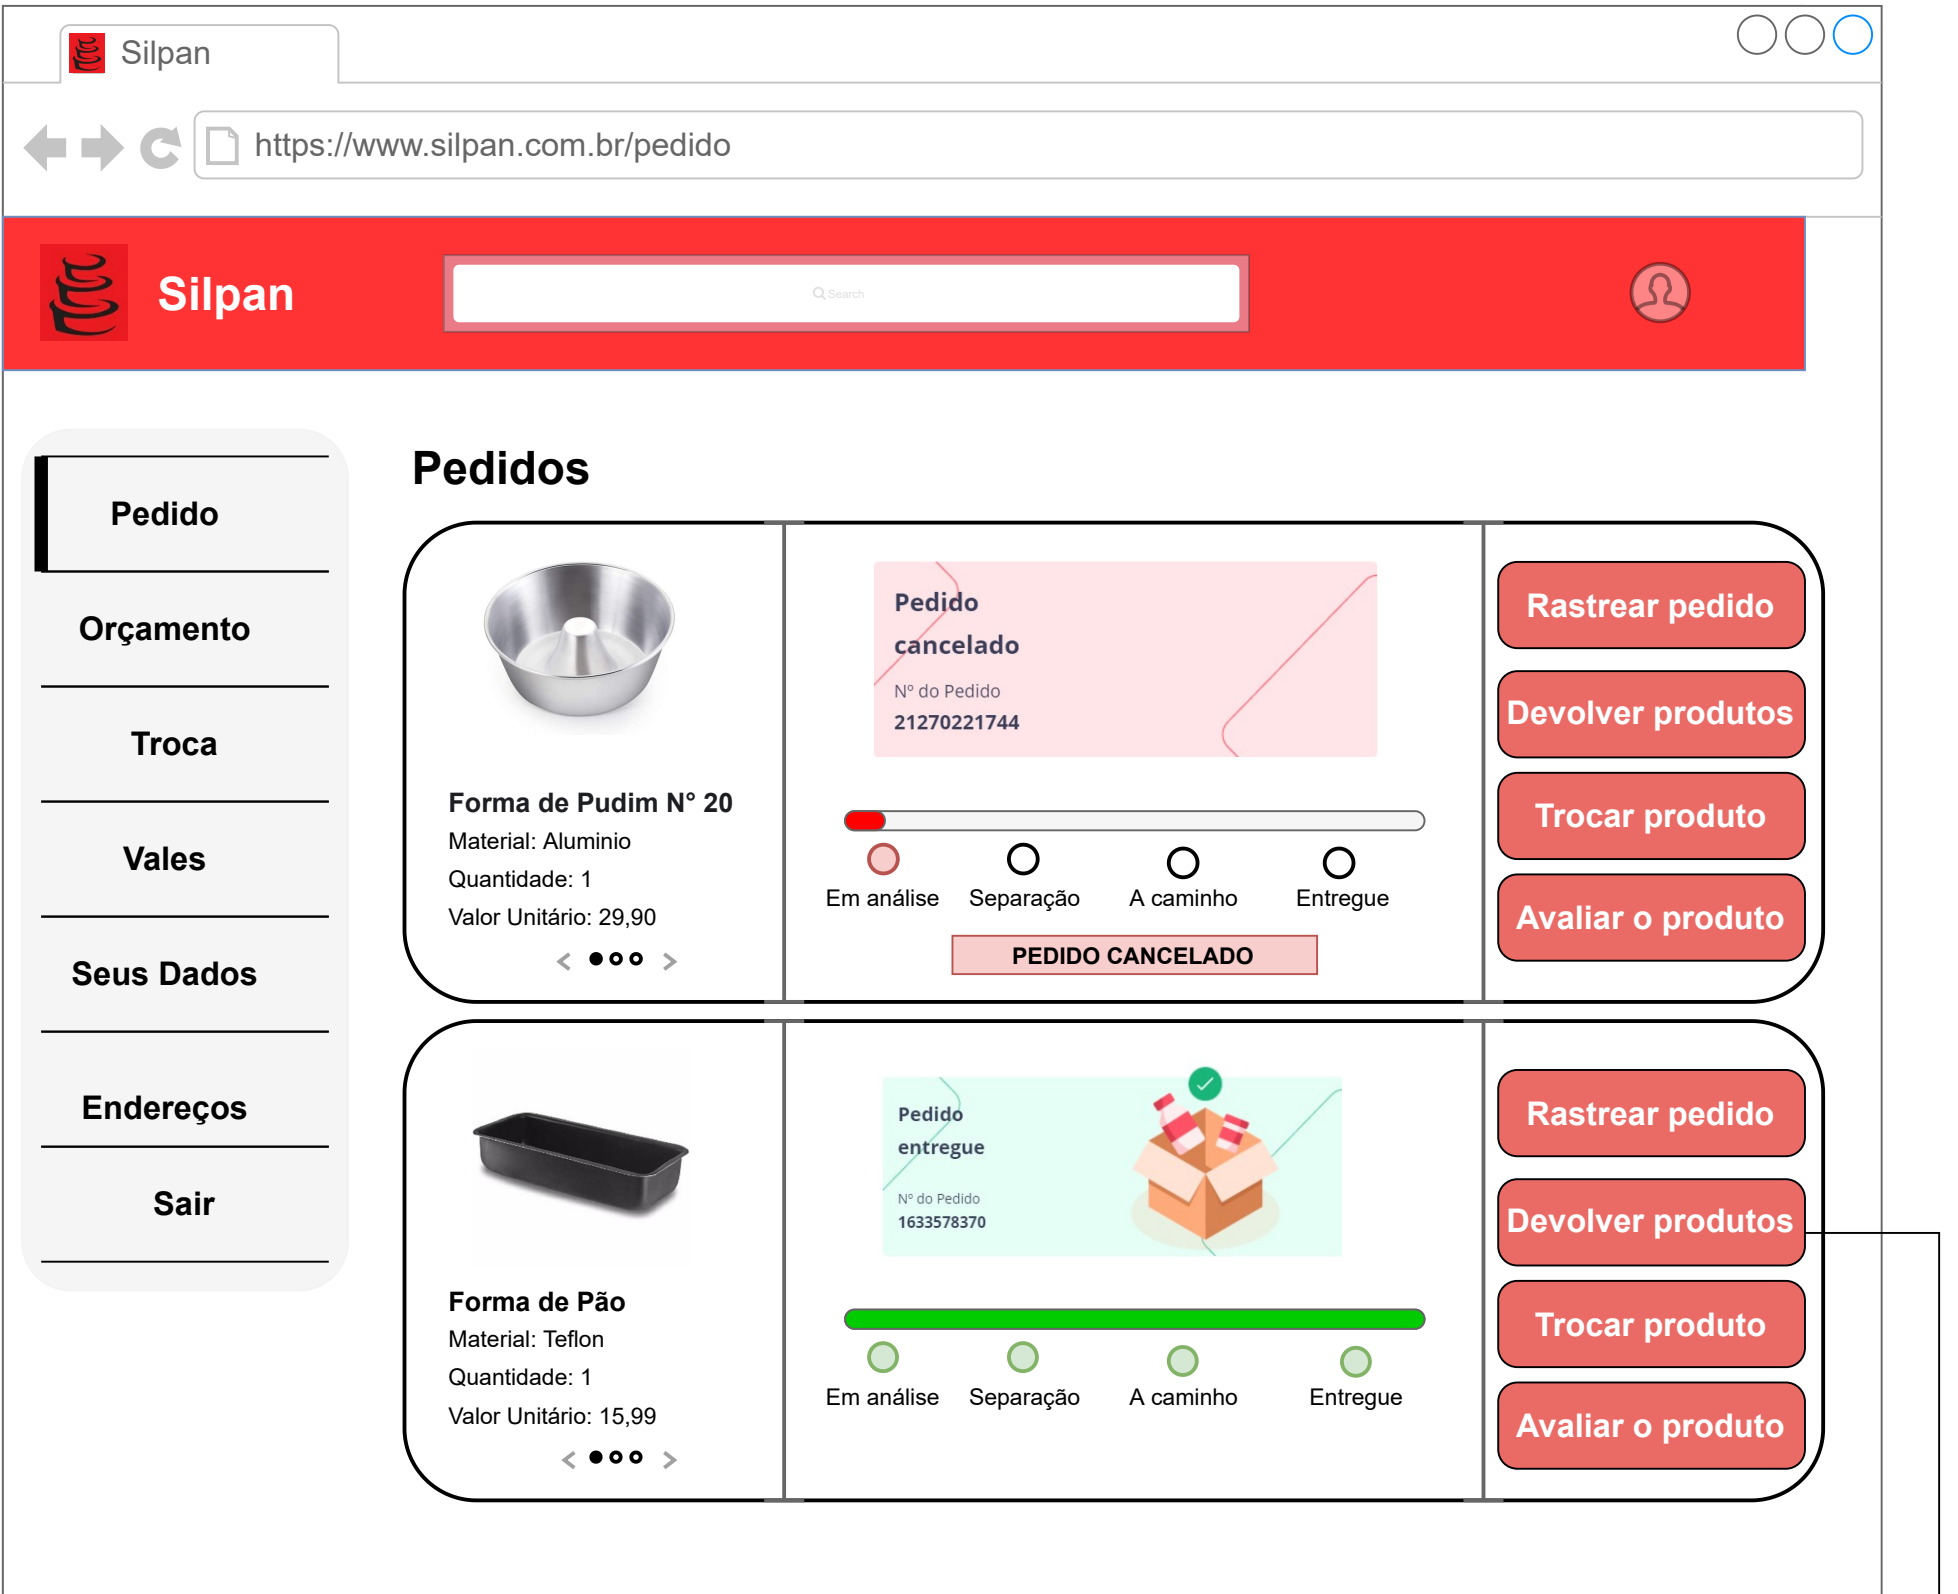 Silpan
https://www.silpan.com.br/pedido
Silpan
Search
Pedido
Orçamento
Troca
Vales
Seus Dados
Endereços
Sair
Pedidos
Forma de Pudim N° 20
Material: Aluminio
Quantidade: 1
Valor Unitário: 29,90
Pedido
cancelado
Nº do Pedido
21270221744
Em análise Separação A caminho Entregue
PEDIDO CANCELADO
Rastrear pedido
Devolver produtos
Trocar produto
Avaliar o produto
Forma de Pão
Material: Teflon
Quantidade: 1
Valor Unitário: 15,99
Pedido
entregue
Nº do Pedido
1633578370
Em análise Separação A caminho Entregue
Rastrear pedido
Devolver produtos
Trocar produto
Avaliar o produto